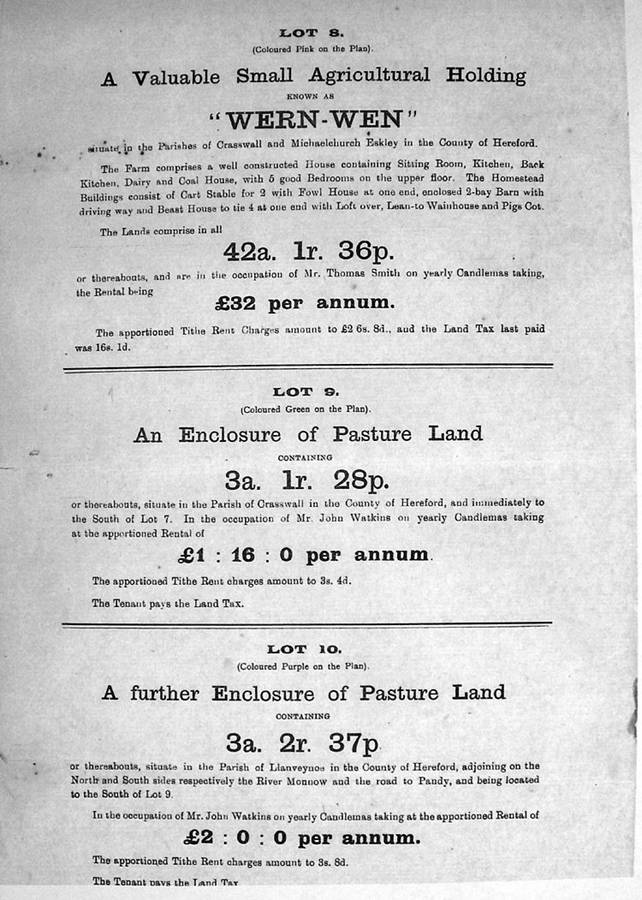 LOT 8.
(Coloured Pink on the Plan).
A Valuable Small Agricultural Holding
KNOWN AS
"WERN-WEN"
situate in the Parishes of Crasswall and Michaelchurch Eskley in the County of Hereford.
The Farm comprises a well constructed House containing Sitting Room, Kitchen, Back
Kitchen, Dairy and Coal House, with 5 good Bedrooms on the upper floor. The Homestead
Buildings consist of Cart Stable for 2 with Fowl House at one end, enclosed 2-bay Barn with
driving way and Beast House to tie 4 at one end with Loft over, Lean-to Wainhouse and Pigs Cot.
The Lands comprise in all
42a. 1r. 36p.
or thereabouts, and are in the occupation of Mr. Thomas Smith on yearly Candlemas taking,
the Rental being
£32 per annum.
The apportioned Tithe Rent Charges amount to £2 6s. 8d., and the Land Tax last paid
was 16s. 1d.
LOT 9.
(Coloured Green on the Plan).
An Enclosure of Pasture Land
CONTAINING
3a. 1r. 28p.
or thereabouts, situate in the Parish of Crasswall in the County of Hereford, and immediately to
the South of Lot 7. In the occupation of Mr. John Watkins on yearly Candlemas taking
at the apportioned Rental of
£1 : 16 : 0 per annum.
The apportioned Tithe Rent charges amount to 3s. 4d.
The Tenant pays the Land Tax.
LOT 10.
(Coloured Purple on the Plan).
A further Enclosure of Pasture Land
CONTAINING
3a. 2r. 37p
or thereabouts, situate in the Parish of Llanveynoe in the County of Hereford, adjoining on the
North and South sides respectively the River Monnow and the road to Pandy, and being located
to the South of Lot 9.
In the occupation of Mr. John Watkins on yearly Candlemas taking at the apportioned Rental of
£2 : 0 : 0 per annum.
The apportioned Tithe Rent charges amount to 3s. 8d.
The Tenant pays the Land Tax